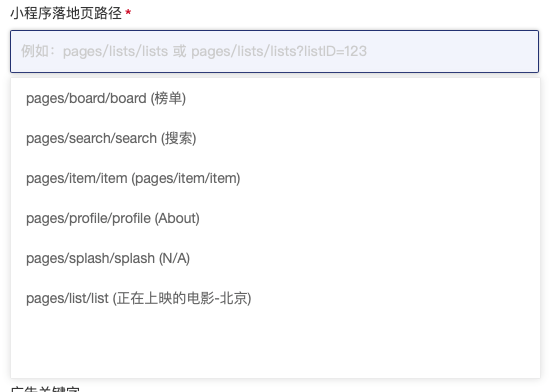 小程序落地页路径 *
例如：pages/lists/lists 或 pages/lists/lists?listID=123
pages/board/board (榜单)
pages/search/search (搜索)
pages/item/item (pages/item/item)
pages/profile/profile (About)
pages/splash/splash (N/A)
pages/list/list (正在上映的电影-北京)